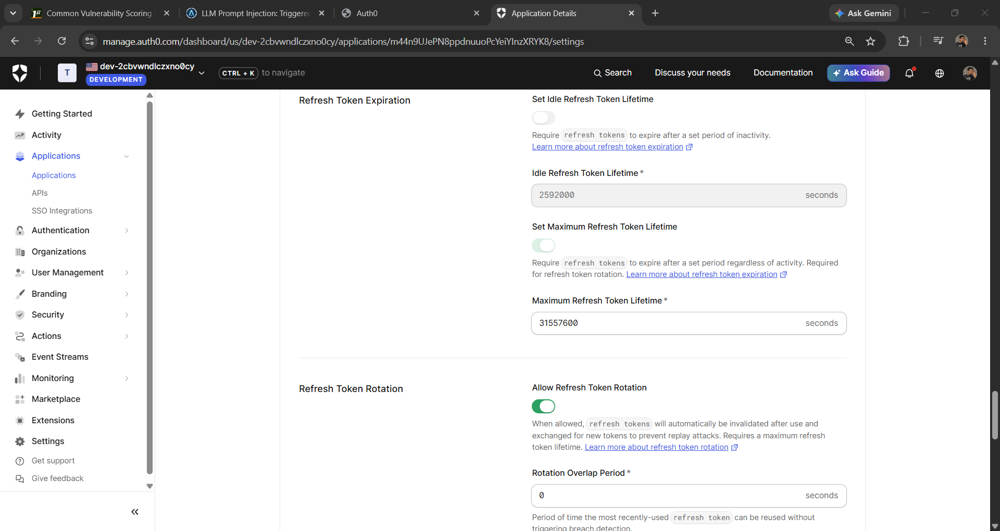 Common Vulnerability Scoring
LLM Prompt Injection: Triggered
Auth0
Application Details
Ask Gemini
manage.auth0.com/dashboard/us/dev-2cbvwndlczxno0cy/applications/m44n9UJePN8ppdnuuoPcYeiYInzXRYK8/settings
T
dev-2cbvwndlczxno0cy
DEVELOPMENT
CTRL + K to navigate
Search
Discuss your needs
Documentation
Ask Guide
Getting Started
Activity
Applications
Applications
APIs
SSO Integrations
Authentication
Organizations
User Management
Branding
Security
Actions
Event Streams
Monitoring
Marketplace
Extensions
Settings
Get support
Give feedback
Refresh Token Expiration
Set Idle Refresh Token Lifetime
Require refresh tokens to expire after a set period of inactivity.
Learn more about refresh token expiration
Idle Refresh Token Lifetime *
2592000 seconds
Set Maximum Refresh Token Lifetime
Require refresh tokens to expire after a set period regardless of activity. Required
for refresh token rotation. Learn more about refresh token expiration
Maximum Refresh Token Lifetime *
31557600 seconds
Refresh Token Rotation
Allow Refresh Token Rotation
When allowed, refresh tokens will automatically be invalidated after use and
exchanged for new tokens to prevent replay attacks. Requires a maximum refresh
token lifetime. Learn more about refresh token rotation
Rotation Overlap Period *
0 seconds
Period of time the most recently-used refresh token can be reused without
triggering breach detection.